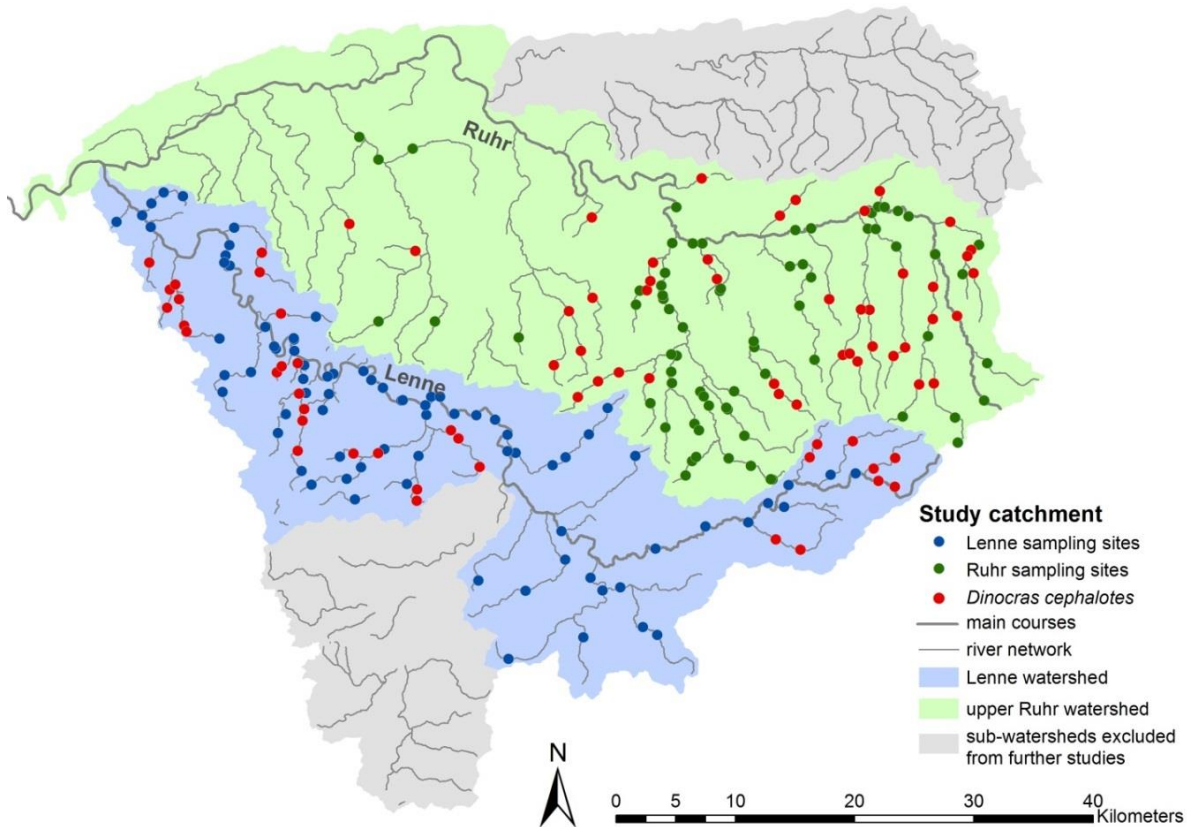 Ruhr
Lenne
Study catchment
Lenne sampling sites
Ruhr sampling sites
Dinocras cephalotes
main courses
river network
Lenne watershed
upper Ruhr watershed
sub-watersheds excluded
from further studies
N
0 5 10 20 30 40
Kilometers